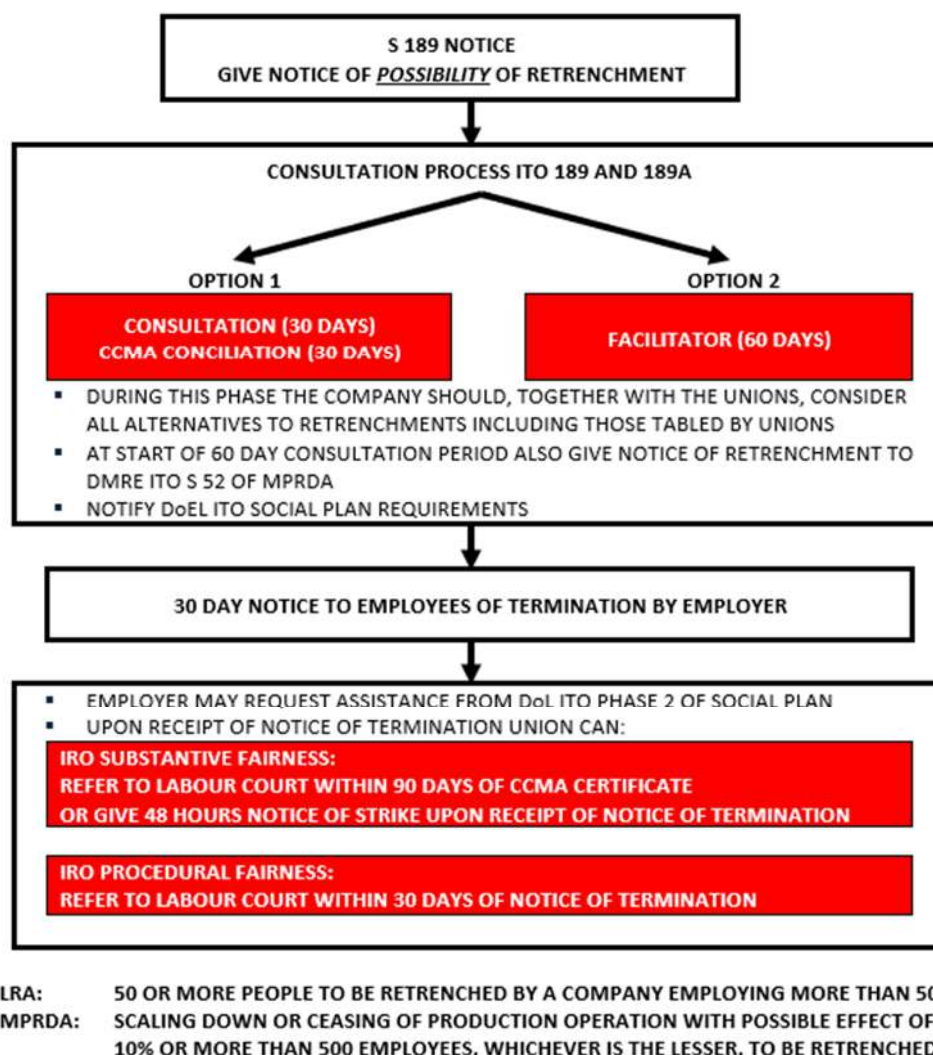 S 189 NOTICE
GIVE NOTICE OF POSSIBILITY OF RETRENCHMENT
CONSULTATION PROCESS ITO 189 AND 189A
OPTION 1
CONSULTATION (30 DAYS)
CCMA CONCILIATION (30 DAYS)
OPTION 2
FACILITATOR (60 DAYS)
▪ DURING THIS PHASE THE COMPANY SHOULD, TOGETHER WITH THE UNIONS, CONSIDER
ALL ALTERNATIVES TO RETRENCHMENTS INCLUDING THOSE TABLED BY UNIONS
▪ AT START OF 60 DAY CONSULTATION PERIOD ALSO GIVE NOTICE OF RETRENCHMENT TO
DMRE ITO S 52 OF MPRDA
▪ NOTIFY DoEL ITO SOCIAL PLAN REQUIREMENTS
30 DAY NOTICE TO EMPLOYEES OF TERMINATION BY EMPLOYER
▪ EMPLOYER MAY REQUEST ASSISTANCE FROM DoL ITO PHASE 2 OF SOCIAL PLAN
▪ UPON RECEIPT OF NOTICE OF TERMINATION UNION CAN:
IRO SUBSTANTIVE FAIRNESS:
REFER TO LABOUR COURT WITHIN 90 DAYS OF CCMA CERTIFICATE
OR GIVE 48 HOURS NOTICE OF STRIKE UPON RECEIPT OF NOTICE OF TERMINATION
IRO PROCEDURAL FAIRNESS:
REFER TO LABOUR COURT WITHIN 30 DAYS OF NOTICE OF TERMINATION
LRA: 50 OR MORE PEOPLE TO BE RETRENCHED BY A COMPANY EMPLOYING MORE THAN
MPRDA: SCALING DOWN OR CEASING OF PRODUCTION OPERATION WITH POSSIBLE EFFECT OF
10% OR MORE THAN 500 EMPLOYEES, WHICHEVER IS THE LESSER, TO BE RETRENCHED